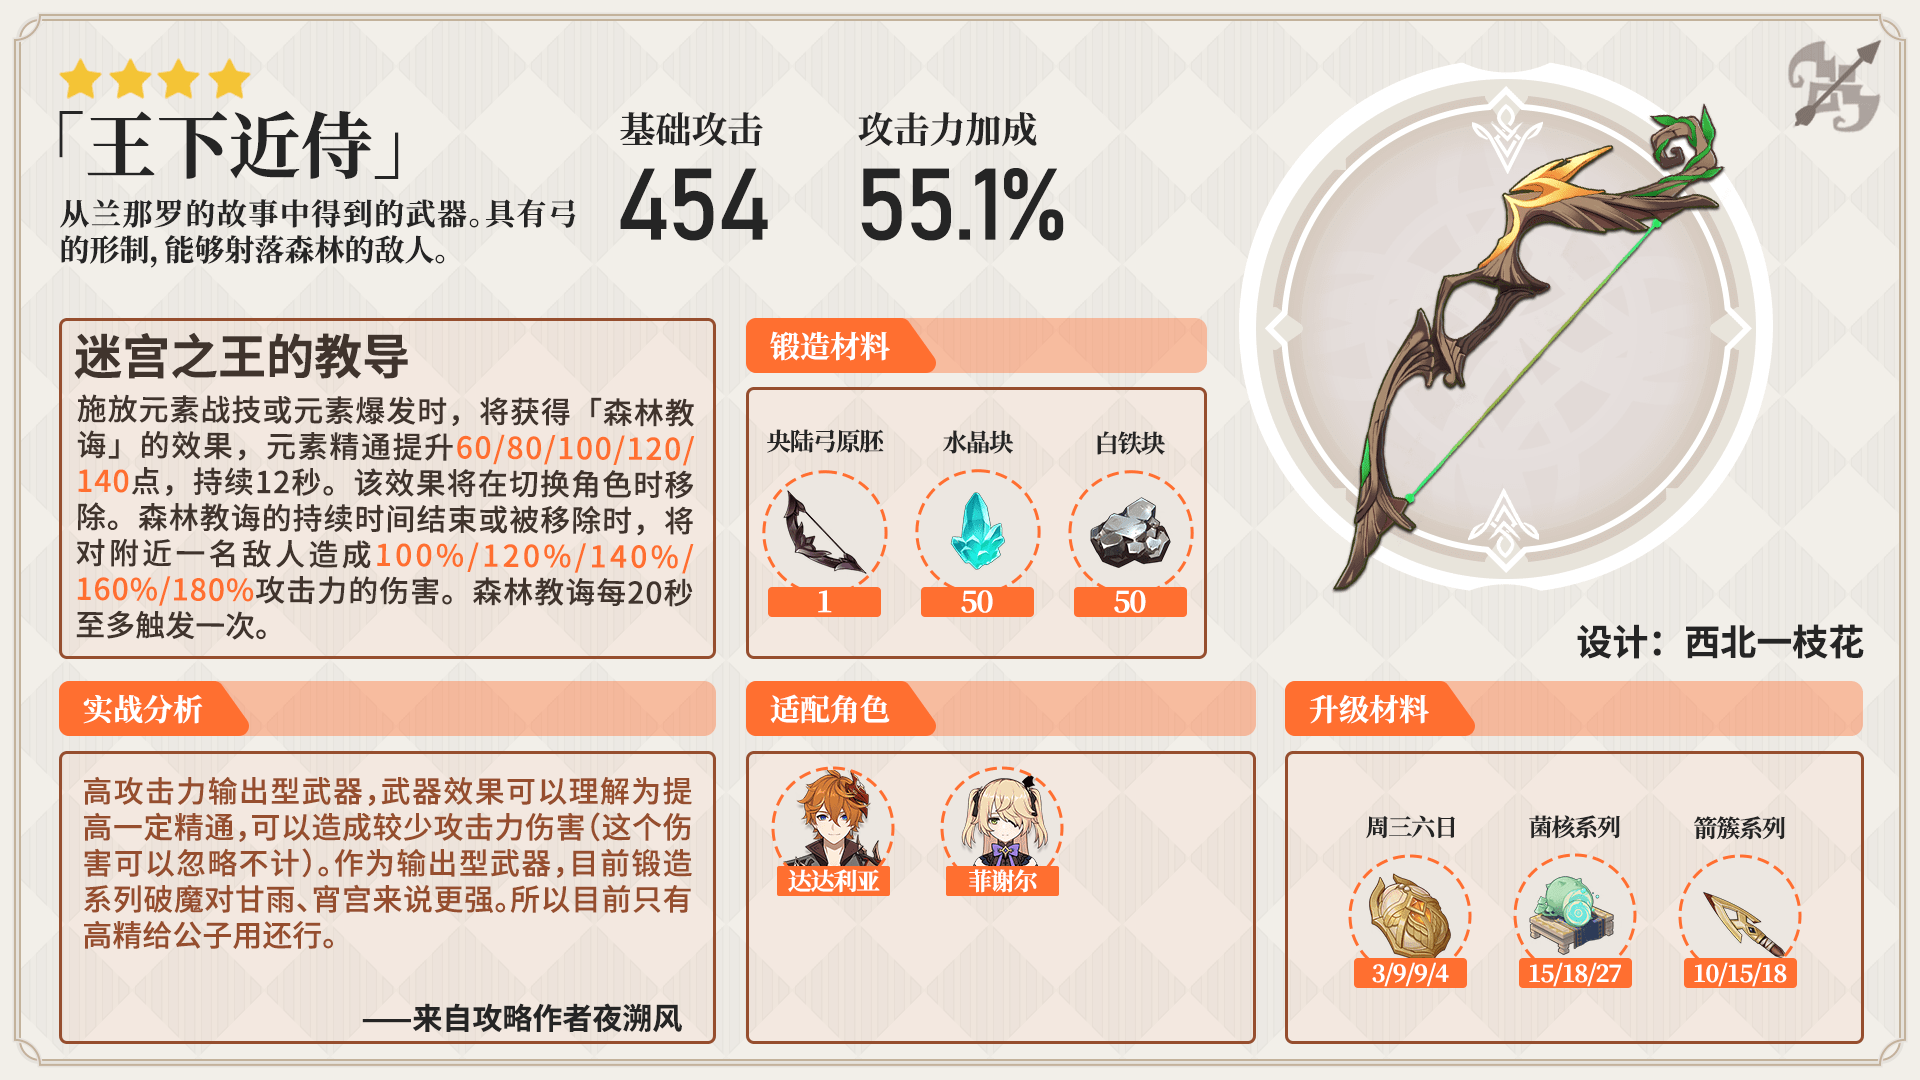 「王下近侍」
从兰那罗的故事中得到的武器。具有弓
的形制,能够射落森林的敌人。
基础攻击
454
攻击力加成
55.1%
迷宫之王的教导
施放元素战技或元素爆发时，将获得「森林教
诲」的效果，元素精通提升60/80/100/120/
140点，持续12秒。该效果将在切换角色时移
除。森林教诲的持续时间结束或被移除时，将
对附近一名敌人造成100%/120%/140%/
160%/180%攻击力的伤害。森林教诲每20秒
至多触发一次。
锻造材料
央陆弓原胚
水晶块
白铁块
1
50
50
设计：西北一枝花
实战分析
高攻击力输出型武器,武器效果可以理解为提
高一定精通,可以造成较少攻击力伤害(这个伤
害可以忽略不计)。作为输出型武器,目前锻造
系列破魔对甘雨、宵宫来说更强。所以目前只有
高精给公子用还行。
——来自攻略作者夜溯风
适配角色
达达利亚
菲谢尔
升级材料
周三六日
菌核系列
箭簇系列
3/9/9/4
15/18/27
10/15/18